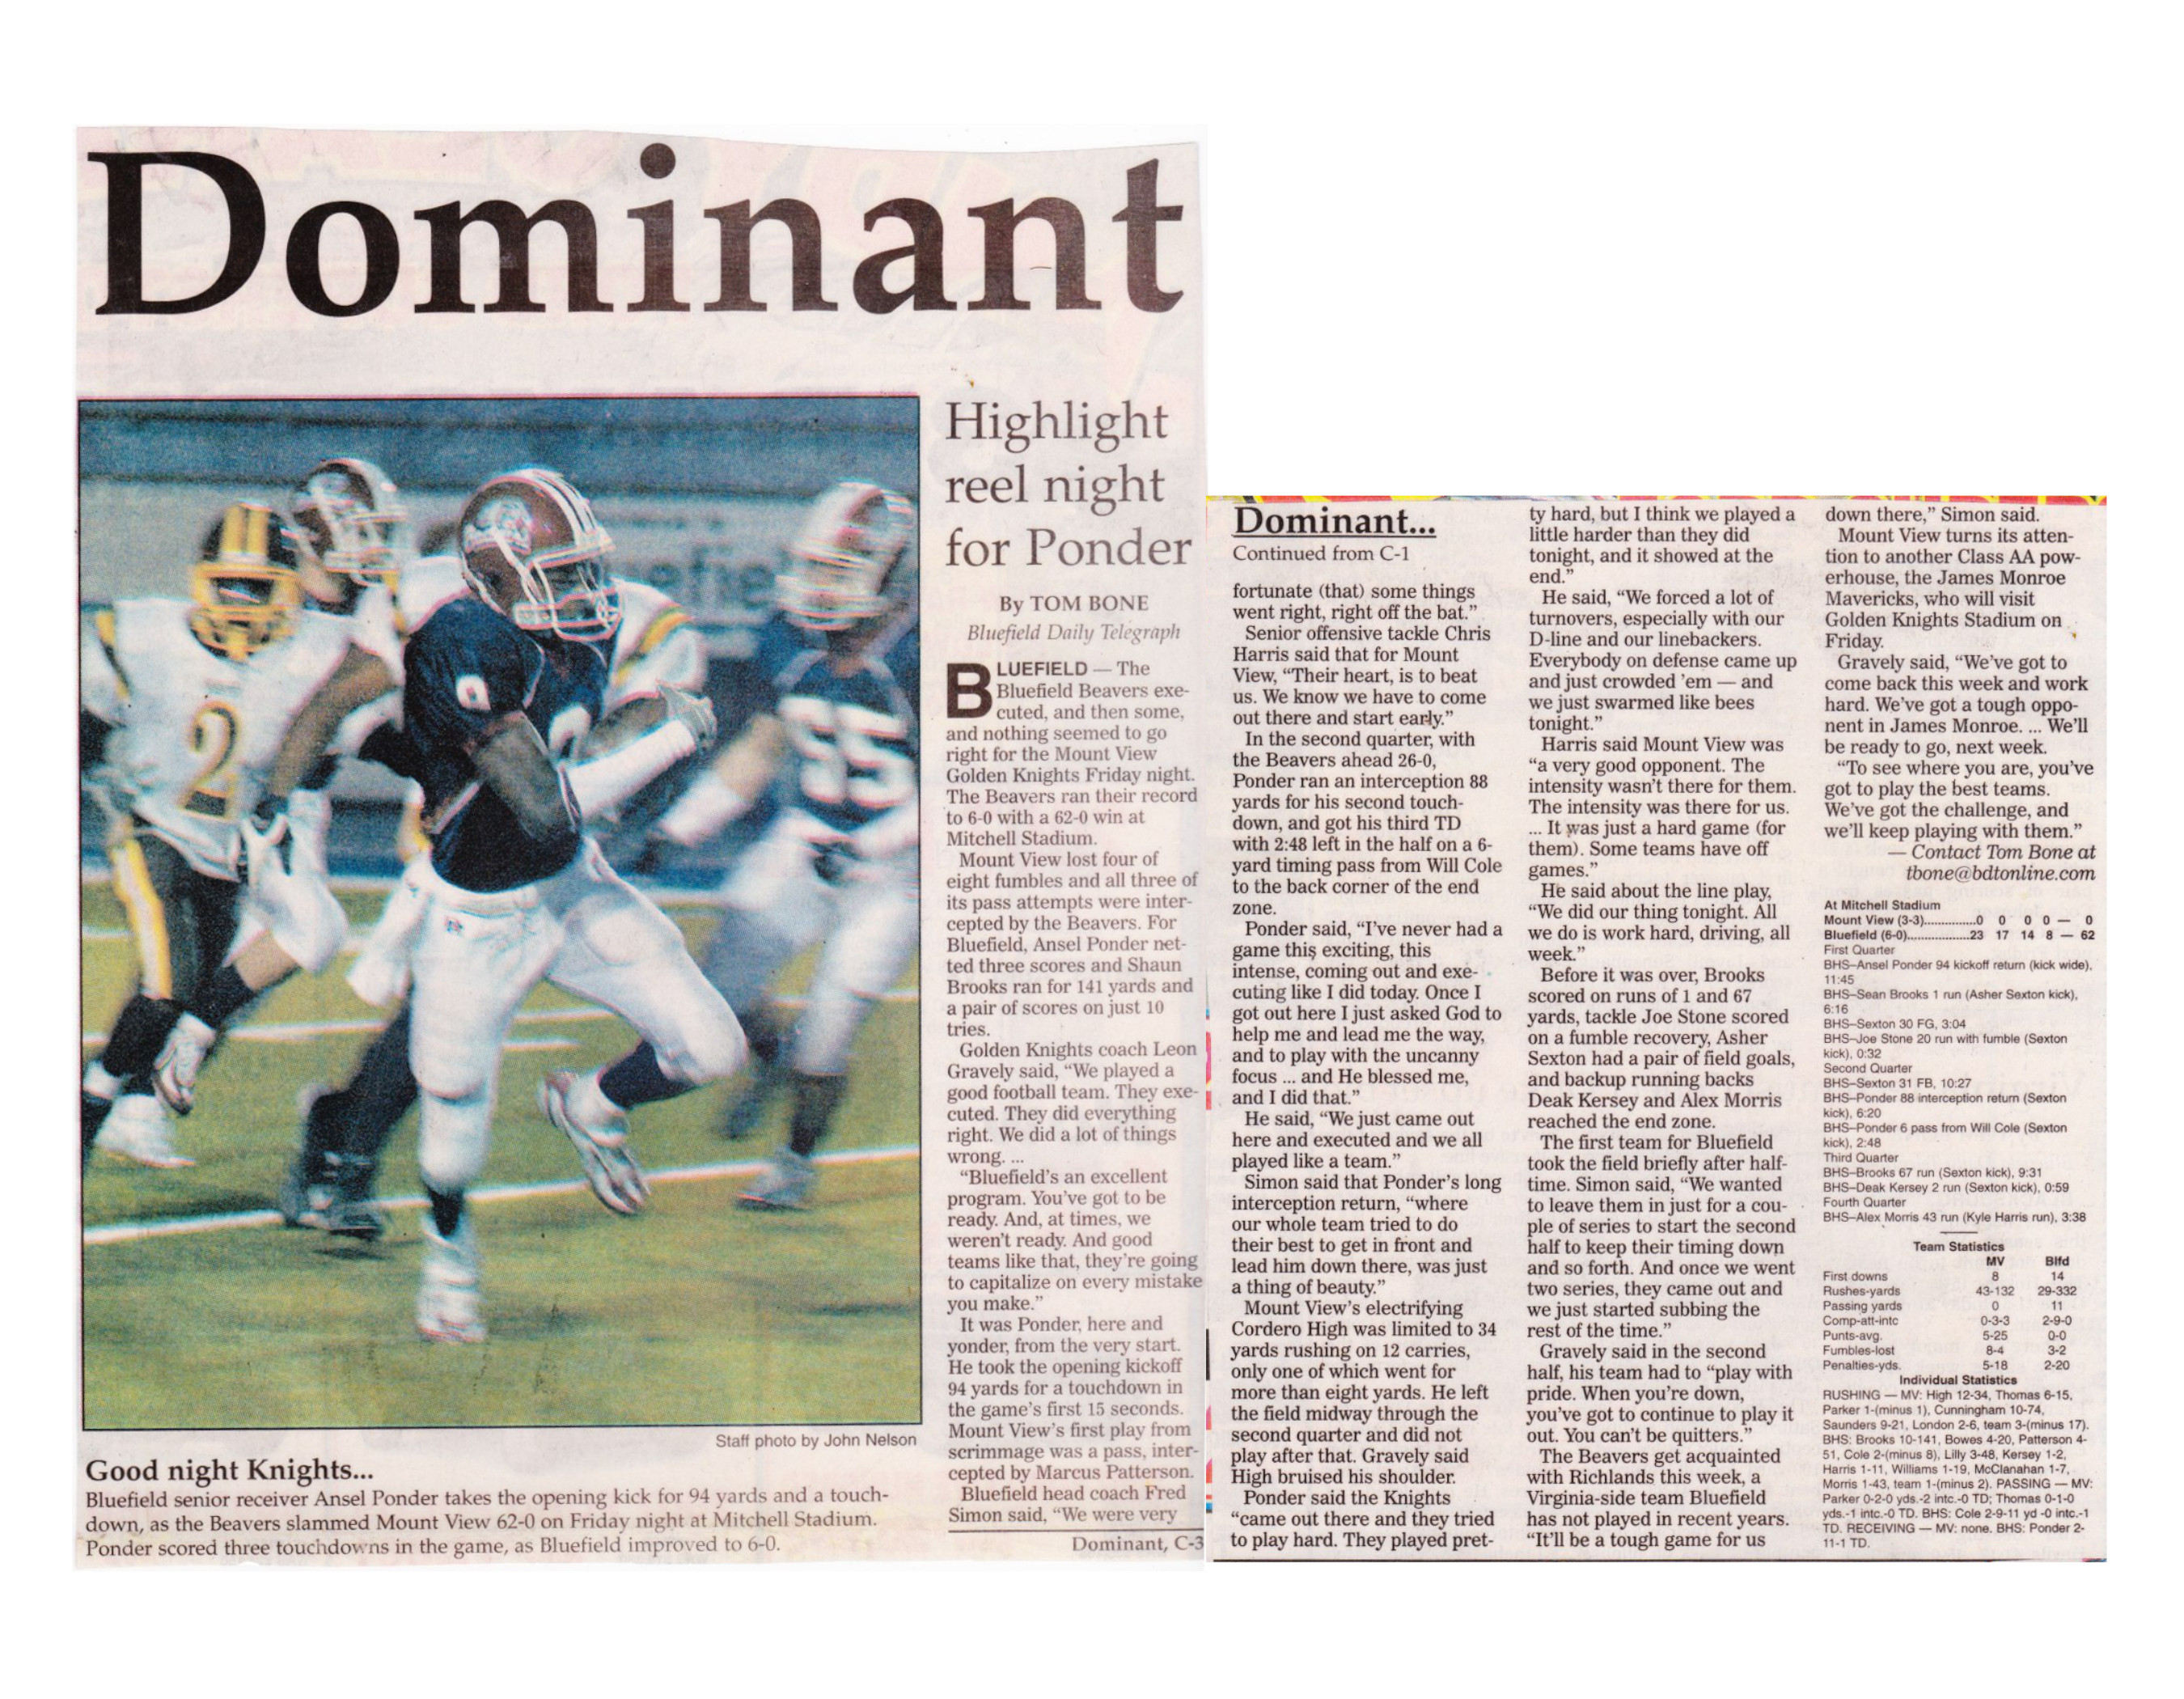 Dominant
Highlight
reel night
for Ponder
By TOM BONE
Bluefield Daily Telegraph
BLUEFIELD — The
Bluefield Beavers exe-
cuted, and then some,
and nothing seemed to go
right for the Mount View
Golden Knights Friday night.
The Beavers ran their record
to 6-0 with a 62-0 win at
Mitchell Stadium.
Mount View lost four of
eight fumbles and all three of
its pass attempts were inter-
cepted by the Beavers. For
Bluefield, Ansel Ponder net-
ted three scores and Shaun
Brooks ran for 141 yards and
a pair of scores on just 10
tries.
Golden Knights coach Leon
Gravely said, “We played a
good football team. They exe-
cuted. They did everything
right. We did a lot of things
wrong. ...
“Bluefield’s an excellent
program. You’ve got to be
ready. And, at times, we
weren’t ready. And good
teams like that, they’re going
to capitalize on every mistake
you make.”
It was Ponder, here and
yonder, from the very start.
He took the opening kickoff
94 yards for a touchdown in
the game’s first 15 seconds.
Mount View’s first play from
scrimmage was a pass, inter-
cepted by Marcus Patterson.
Bluefield head coach Fred
Simon said, “We were very
Dominant, C-3
2
9
85
Staff photo by John Nelson
Good night Knights...
Bluefield senior receiver Ansel Ponder takes the opening kick for 94 yards and a touch-
down, as the Beavers slammed Mount View 62-0 on Friday night at Mitchell Stadium.
Ponder scored three touchdowns in the game, as Bluefield improved to 6-0.
Dominant...
Continued from C-1
fortunate (that) some things
went right, right off the bat.”
Senior offensive tackle Chris
Harris said that for Mount
View, “Their heart, is to beat
us. We know we have to come
out there and start early.”
In the second quarter, with
the Beavers ahead 26-0,
Ponder ran an interception 88
yards for his second touch-
down, and got his third TD
with 2:48 left in the half on a 6-
yard timing pass from Will Cole
to the back corner of the end
zone.
Ponder said, “I’ve never had a
game this exciting, this
intense, coming out and exe-
cuting like I did today. Once I
got out here I just asked God to
help me and lead me the way,
and to play with the uncanny
focus ... and He blessed me,
and I did that.”
He said, “We just came out
here and executed and we all
played like a team.”
Simon said that Ponder’s long
interception return, “where
our whole team tried to do
their best to get in front and
lead him down there, was just
a thing of beauty.”
Mount View’s electrifying
Cordero High was limited to 34
yards rushing on 12 carries,
only one of which went for
more than eight yards. He left
the field midway through the
second quarter and did not
play after that. Gravely said
High bruised his shoulder.
Ponder said the Knights
“came out there and they tried
to play hard. They played pret-
ty hard, but I think we played a
little harder than they did
tonight, and it showed at the
end.”
He said, “We forced a lot of
turnovers, especially with our
D-line and our linebackers.
Everybody on defense came up
and just crowded ’em — and
we just swarmed like bees
tonight.”
Harris said Mount View was
“a very good opponent. The
intensity wasn’t there for them.
The intensity was there for us.
... It was just a hard game (for
them). Some teams have off
games.”
He said about the line play,
“We did our thing tonight. All
we do is work hard, driving, all
week.”
Before it was over, Brooks
scored on runs of 1 and 67
yards, tackle Joe Stone scored
on a fumble recovery, Asher
Sexton had a pair of field goals,
and backup running backs
Deak Kersey and Alex Morris
reached the end zone.
The first team for Bluefield
took the field briefly after half-
time. Simon said, “We wanted
to leave them in just for a cou-
ple of series to start the second
half to keep their timing down
and so forth. And once we went
two series, they came out and
we just started subbing the
rest of the time.”
Gravely said in the second
half, his team had to “play with
pride. When you’re down,
you’ve got to continue to play it
out. You can’t be quitters.”
The Beavers get acquainted
with Richlands this week, a
Virginia-side team Bluefield
has not played in recent years.
“It’ll be a tough game for us
down there,” Simon said.
Mount View turns its atten-
tion to another Class AA pow-
erhouse, the James Monroe
Mavericks, who will visit
Golden Knights Stadium on
Friday.
Gravely said, “We’ve got to
come back this week and work
hard. We’ve got a tough oppo-
nent in James Monroe. ... We’ll
be ready to go, next week.
“To see where you are, you’ve
got to play the best teams.
We’ve got the challenge, and
we’ll keep playing with them.”
— Contact Tom Bone at
tbone@bdtonline.com
At Mitchell Stadium
Mount View (3-3)..............0 0 0 0 — 0
Bluefield (6-0)..................23 17 14 8 — 62
First Quarter
BHS–Ansel Ponder 94 kickoff return (kick wide),
11:45
BHS–Sean Brooks 1 run (Asher Sexton kick),
6:16
BHS–Sexton 30 FG, 3:04
BHS–Joe Stone 20 run with fumble (Sexton
kick), 0:32
Second Quarter
BHS–Sexton 31 FB, 10:27
BHS–Ponder 88 interception return (Sexton
kick), 6:20
BHS–Ponder 6 pass from Will Cole (Sexton
kick), 2:48
Third Quarter
BHS–Brooks 67 run (Sexton kick), 9:31
BHS–Deak Kersey 2 run (Sexton kick), 0:59
Fourth Quarter
BHS–Alex Morris 43 run (Kyle Harris run), 3:38
Team Statistics
MV Blfd
First downs 8 14
Rushes-yards 43-132 29-332
Passing yards 0 11
Comp-att-intc 0-3-3 2-9-0
Punts-avg. 5-25 0-0
Fumbles-lost 8-4 3-2
Penalties-yds. 5-18 2-20
Individual Statistics
RUSHING — MV: High 12-34, Thomas 6-15,
Parker 1-(minus 1), Cunningham 10-74,
Saunders 9-21, London 2-6, team 3-(minus 17).
BHS: Brooks 10-141, Bowes 4-20, Patterson 4-
51, Cole 2-(minus 8), Lilly 3-48, Kersey 1-2,
Harris 1-11, Williams 1-19, McClanahan 1-7,
Morris 1-43, team 1-(minus 2). PASSING — MV:
Parker 0-2-0 yds.-2 intc.-0 TD; Thomas 0-1-0
yds.-1 intc.-0 TD. BHS: Cole 2-9-11 yd -0 intc.-1
TD. RECEIVING — MV: none. BHS: Ponder 2-
11-1 TD.